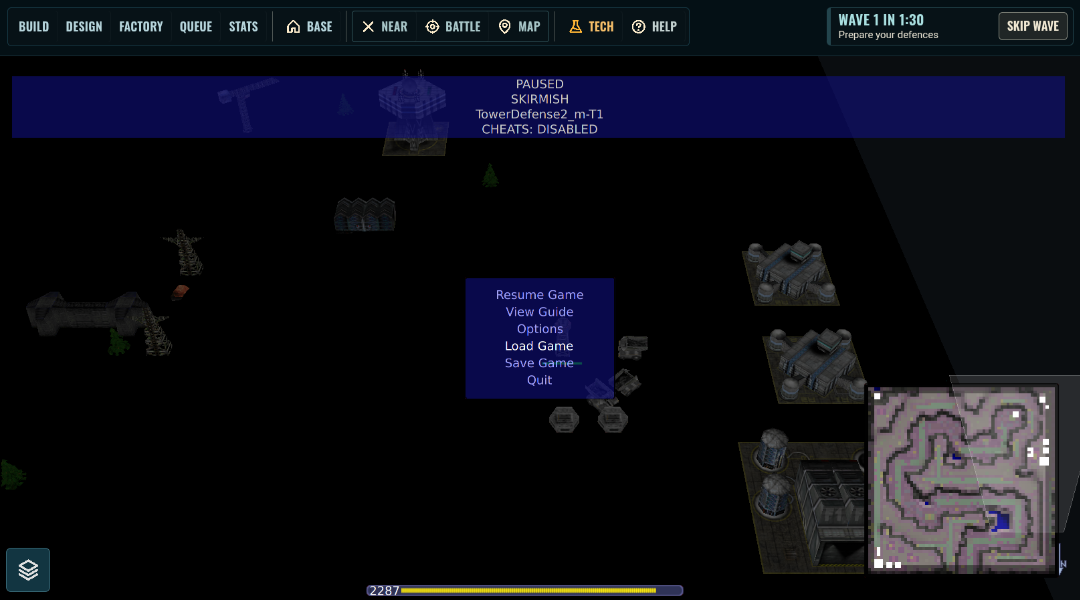 BUILD DESIGN FACTORY QUEUE STATS BASE NEAR BATTLE MAP TECH HELP
WAVE 1 IN 1:30
Prepare your defences
SKIP WAVE
PAUSED
SKIRMISH
TowerDefense2_m-T1
CHEATS: DISABLED
Resume Game
View Guide
Options
Load Game
Save Game
Quit
N
2287